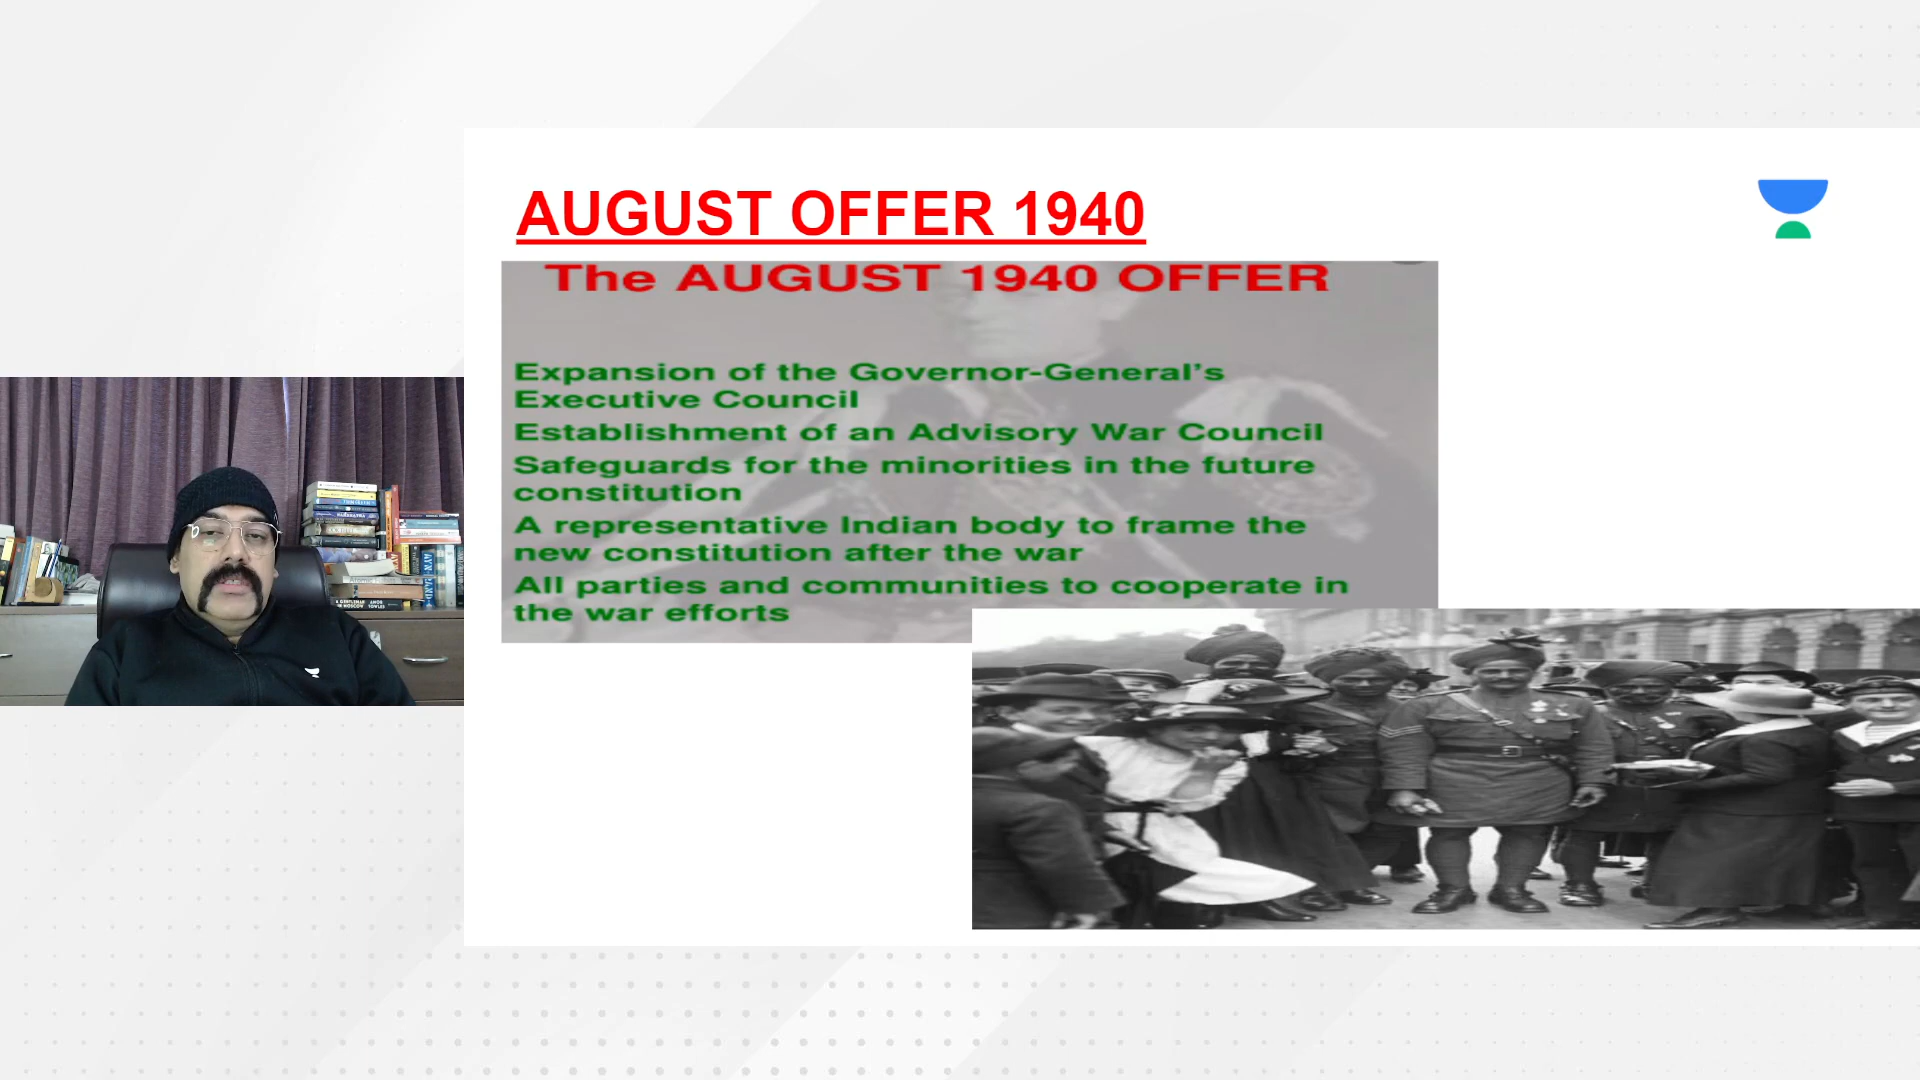 AUGUST OFFER 1940
The AUGUST 1940 OFFER
Expansion of the Governor-General's
Executive Council
Establishment of an Advisory War Council
Safeguards for the minorities in the future
constitution
A representative Indian body to frame the
new constitution after the war
All parties and communities to cooperate in
the war efforts